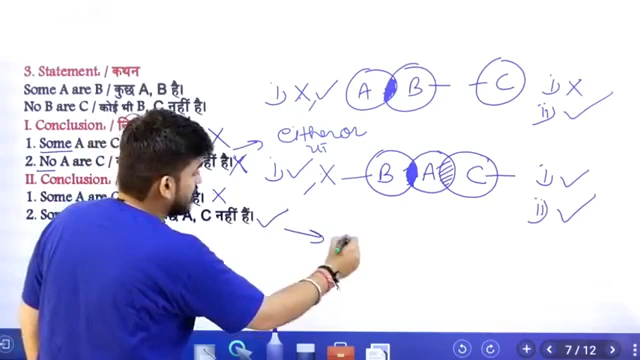 3. Statement / कथन
Some A are B / कुछ A, B है।
No B are C / कोई भी B, C नहीं है।
I. Conclusion
1. Some A are C
2. No A are C / है।
II. Conclusion
1. Some A are है।
2. Som A, C नहीं हैं।
i) X, ✓ A B C i) X
ii) ✓
either or
या
i) ✓ X B A C i) ✓
ii) ✓
7 / 12